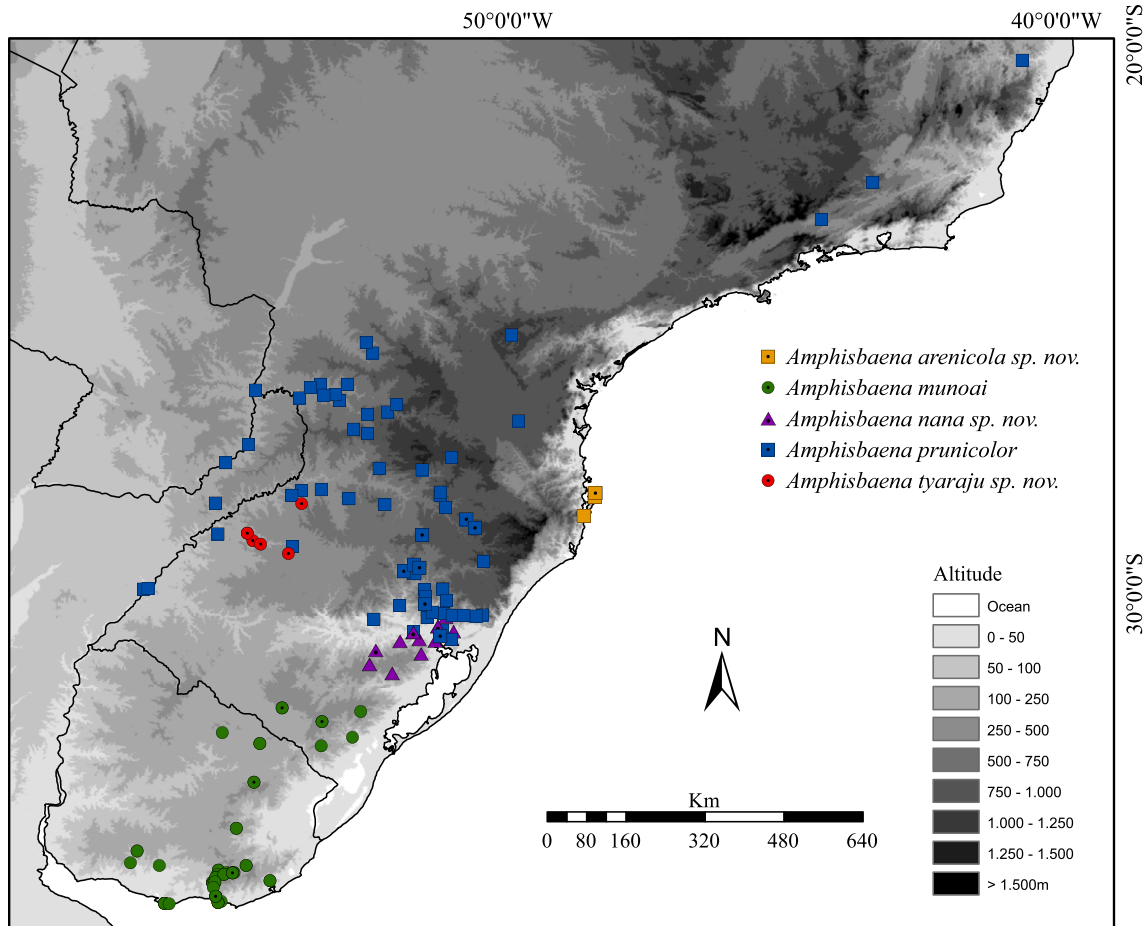 50°0'0"W
40°0'0"W
20°0'0"S
Amphisbaena arenicola sp. nov.
Amphisbaena munoai
Amphisbaena nana sp. nov.
Amphisbaena prunicolor
Amphisbaena tyaraju sp. nov.
30°0'0"S
Altitude
Ocean
0 - 50
50 - 100
100 - 250
250 - 500
500 - 750
750 - 1.000
1.000 - 1.250
1.250 - 1.500
> 1.500m
N
Km
0 80 160 320 480 640